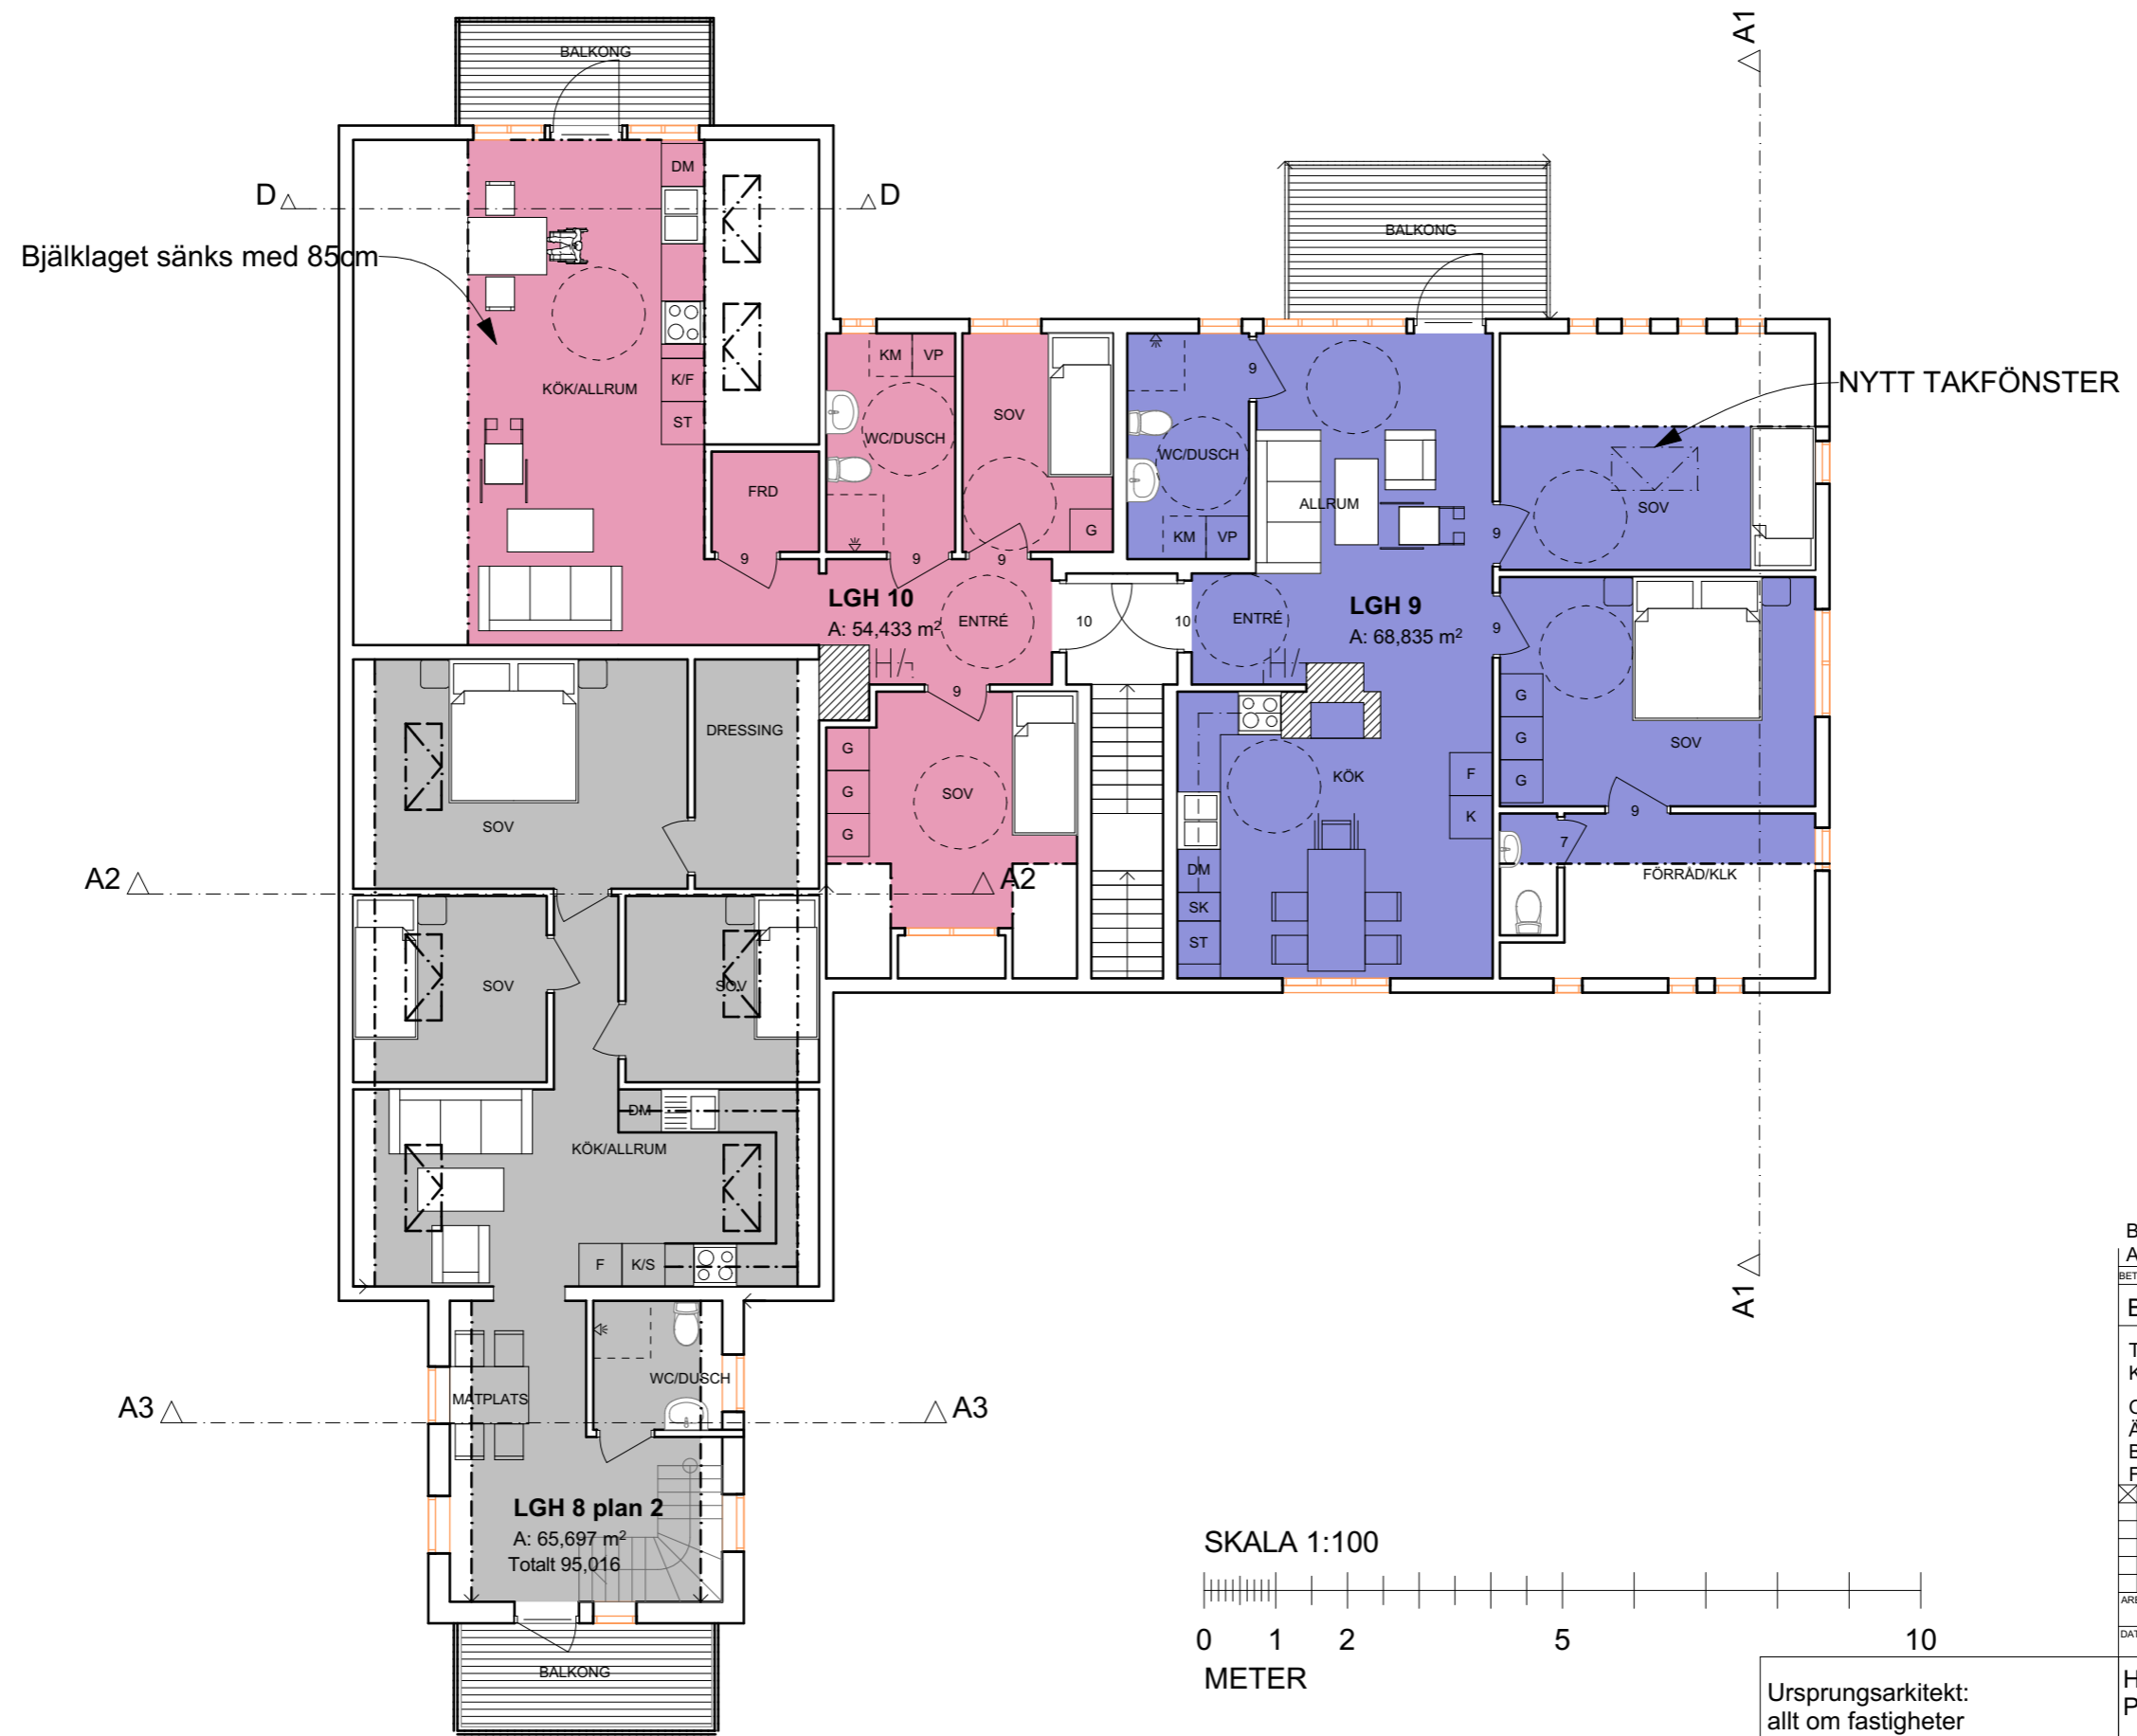 BALKONG
A1
D
D
Bjälklaget sänks med 85cm
DM
BALKONG
KÖK/ALLRUM
K/F
ST
KM
VP
WC/DUSCH
SOV
G
FRD
9
9
9
9
WC/DUSCH
KM
VP
ALLRUM
NYTT TAKFÖNSTER
SOV
9
LGH 10
A: 54,433 m²
ENTRÉ
10
10
ENTRÉ
LGH 9
A: 68,835 m²
9
9
DRESSING
SOV
G
G
G
SOV
KÖK
F
K
G
G
G
SOV
9
7
FÖRRÅD/KLK
DM
SK
ST
A2
A2
SOV
SOV
DM
KÖK/ALLRUM
F
K/S
A1
WC/DUSCH
MATPLATS
A3
A3
LGH 8 plan 2
A: 65,697 m²
Totalt 95,016
BALKONG
SKALA 1:100
0
1
2
5
10
METER
Ursprungsarkitekt:
allt om fastigheter
B
A
BET
E
T
K
Ä
F
ARE
DAT
H
P